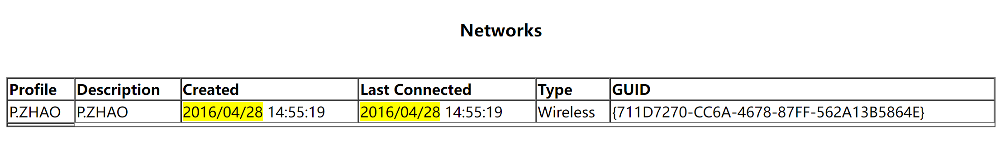 Networks
Profile Description Created Last Connected Type GUID
P.ZHAO P.ZHAO 2016/04/28 14:55:19 2016/04/28 14:55:19 Wireless {711D7270-CC6A-4678-87FF-562A13B5864E}